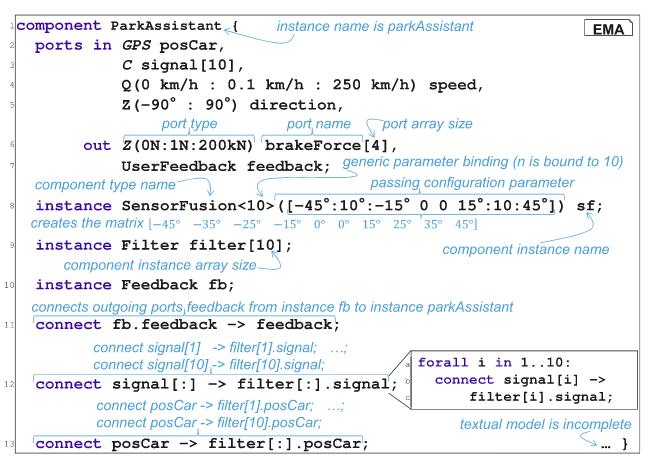 1 component ParkAssistant { instance name is parkAssistant EMA
2 ports in GPS posCar,
3 C signal[10],
4 Q(0 km/h : 0.1 km/h : 250 km/h) speed,
5 Z(−90° : 90°) direction,
port type port name port array size
6 out Z(0N:1N:200kN) brakeForce[4],
7 UserFeedback feedback; generic parameter binding (n is bound to 10)
component type name passing configuration parameter
8 instance SensorFusion<10>([−45°:10°:−15° 0 0 15°:10:45°]) sf;
creates the matrix [−45° −35° −25° −15° 0° 0° 15° 25° 35° 45°]
9 instance Filter filter[10]; component instance name
component instance array size
10 instance Feedback fb;
connects outgoing ports feedback from instance fb to instance parkAssistant
11 connect fb.feedback −> feedback;
connect signal[1] -> filter[1].signal; …;
connect signal[10] -> filter[10].signal;
12 connect signal[:] −> filter[:].signal;
a forall i in 1..10:
b connect signal[i] −>
c filter[i].signal;
connect posCar -> filter[1].posCar; …;
connect posCar -> filter[10].posCar; textual model is incomplete
13 connect posCar −> filter[:].posCar; … }